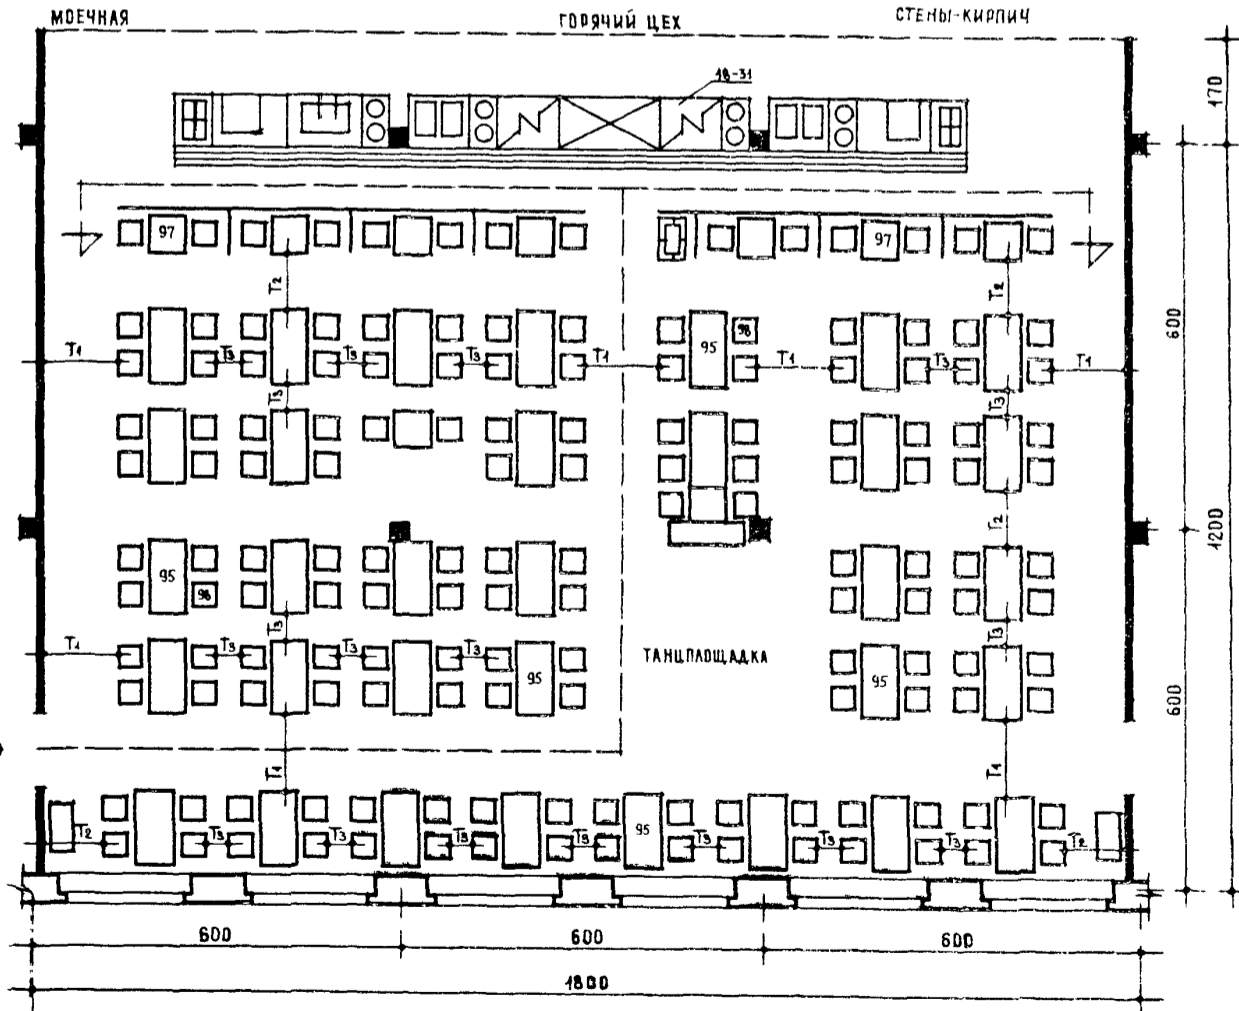 МОЕЧНАЯ
ГОРЯЧИЙ ЦЕХ
СТЕНЫ-КИРПИЧ
18-31
170
97
97
Т2
Т2
600
Т1
Т3
Т3
Т3
Т1
95
98
Т1
Т3
Т1
Т3
Т3
1200
Т2
95
98
Т3
Т3
Т1
Т3
Т3
Т3
95
ТАНЦПЛОЩАДКА
95
600
Т1
Т1
Т2
Т3
Т3
Т3
Т3
95
Т3
Т3
Т3
Т2
600
600
600
1800